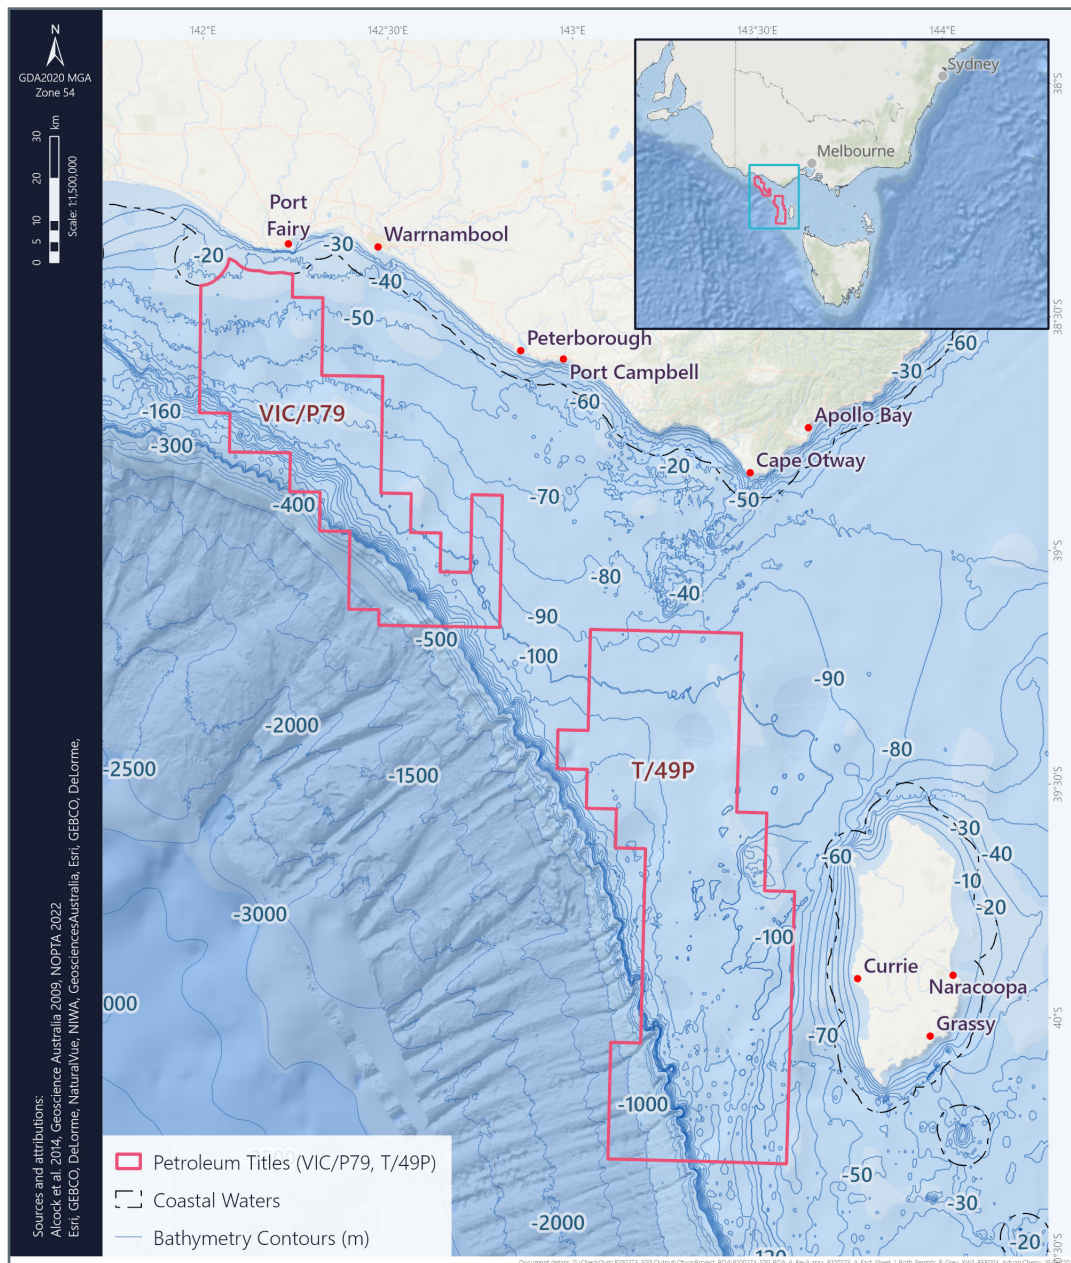 142°E
142°30'E
143°E
143°30'E
144°E
N
GDA2020 MGA
Zone 54
km
30
20
10
5
0
Scale: 1:1,500,000
38°S
38°30'S
39°S
39°30'S
40°S
Sydney
Melbourne
Port
Fairy
Warrnambool
Peterborough
Port Campbell
Apollo Bay
Cape Otway
VIC/P79
T/49P
Currie
Naracoopa
Grassy
-20
-30
-40
-50
-60
-30
-60
-160
-300
-20
-400
-50
-70
-80
-40
-90
-500
-100
-90
-2000
-80
-2500
-1500
-30
-60
-40
-10
-3000
-20
-100
000
-70
-1000
-50
-30
-2000
-20
Sources and attributions:
Alcock et al. 2014, Geoscience Australia 2009, NOPTA 2022
Esri, GEBCO, DeLorme, NaturalVue, NIWA, GeosciencesAustralia, Esri, GEBCO, DeLorme,
Petroleum Titles (VIC/P79, T/49P)
Coastal Waters
Bathymetry Contours (m)